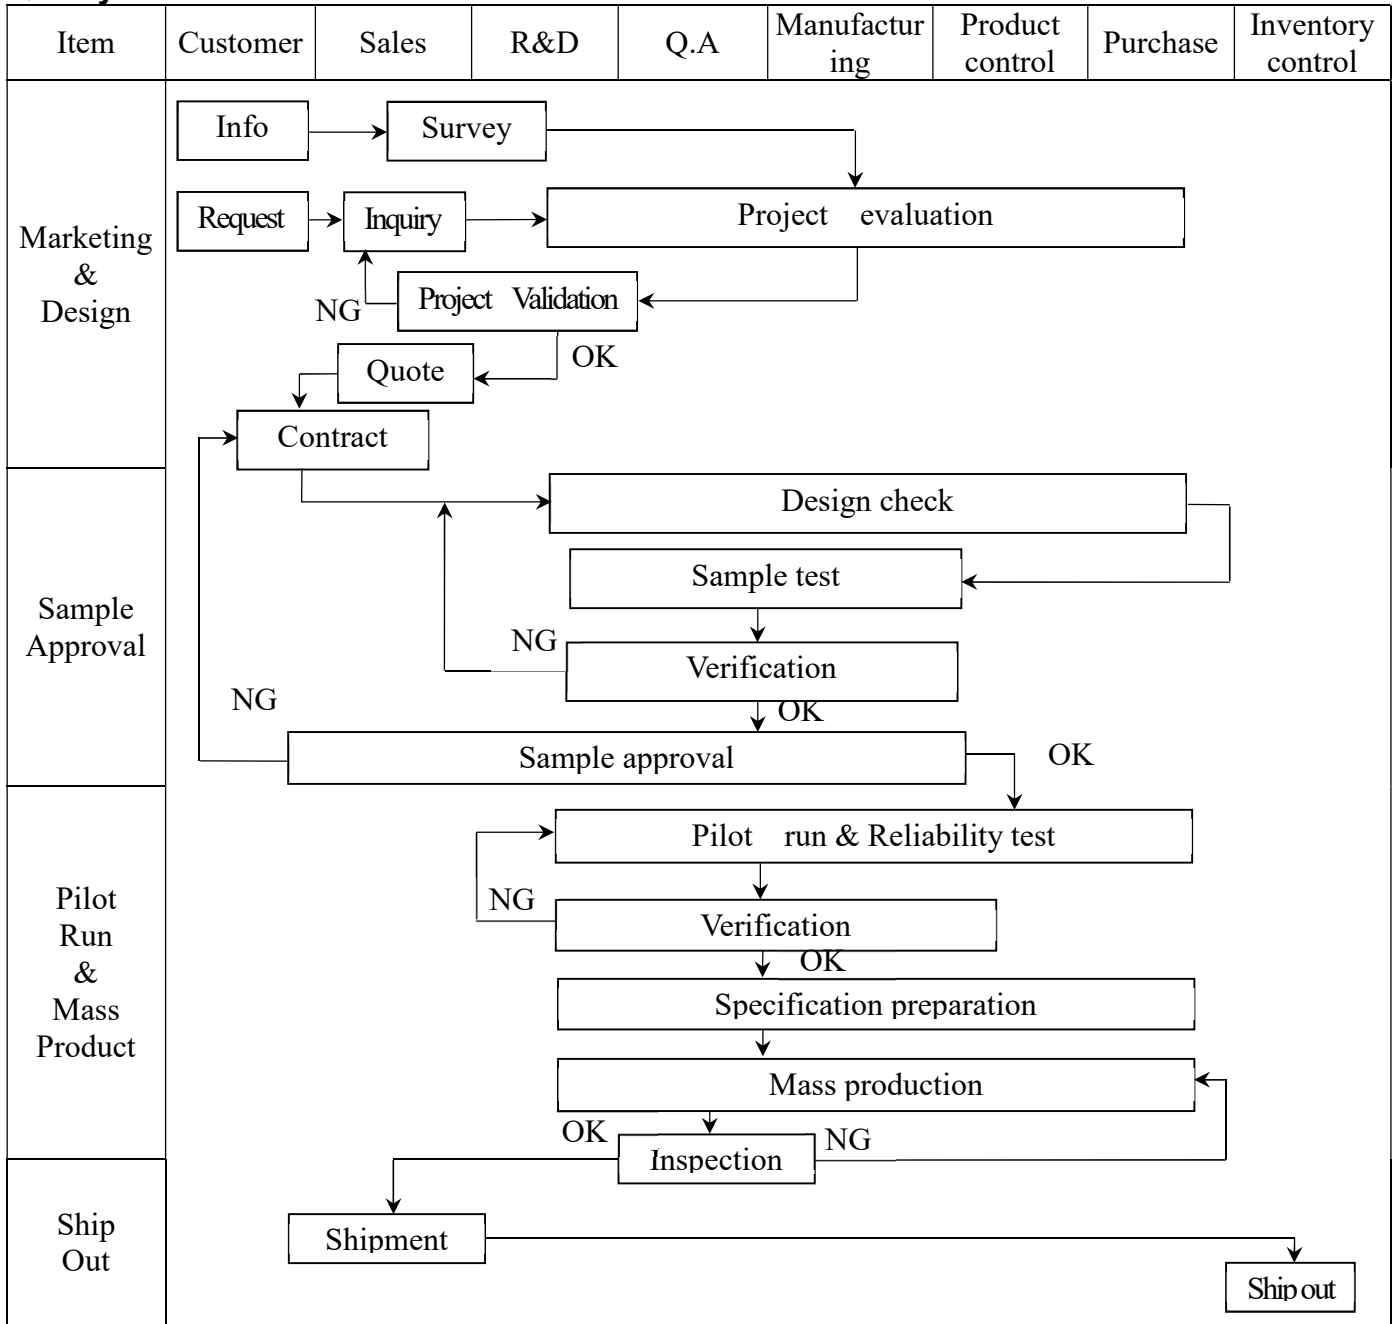 Item Customer Sales R&D Q.A Manufactur Product Purchase Inventory
ing control control
Info Survey
Request Inquiry Project evaluation
Marketing
&
Design
NG Project Validation
OK
Quote
Contract
Design check
Sample test
Sample
Approval
NG
Verification
NG
OK
Sample approval OK
Pilot run & Reliability test
Pilot
Run
&
Mass
Product
NG
Verification
OK
Specification preparation
Mass production
OK NG
Inspection
Ship
Out
Shipment
Ship out